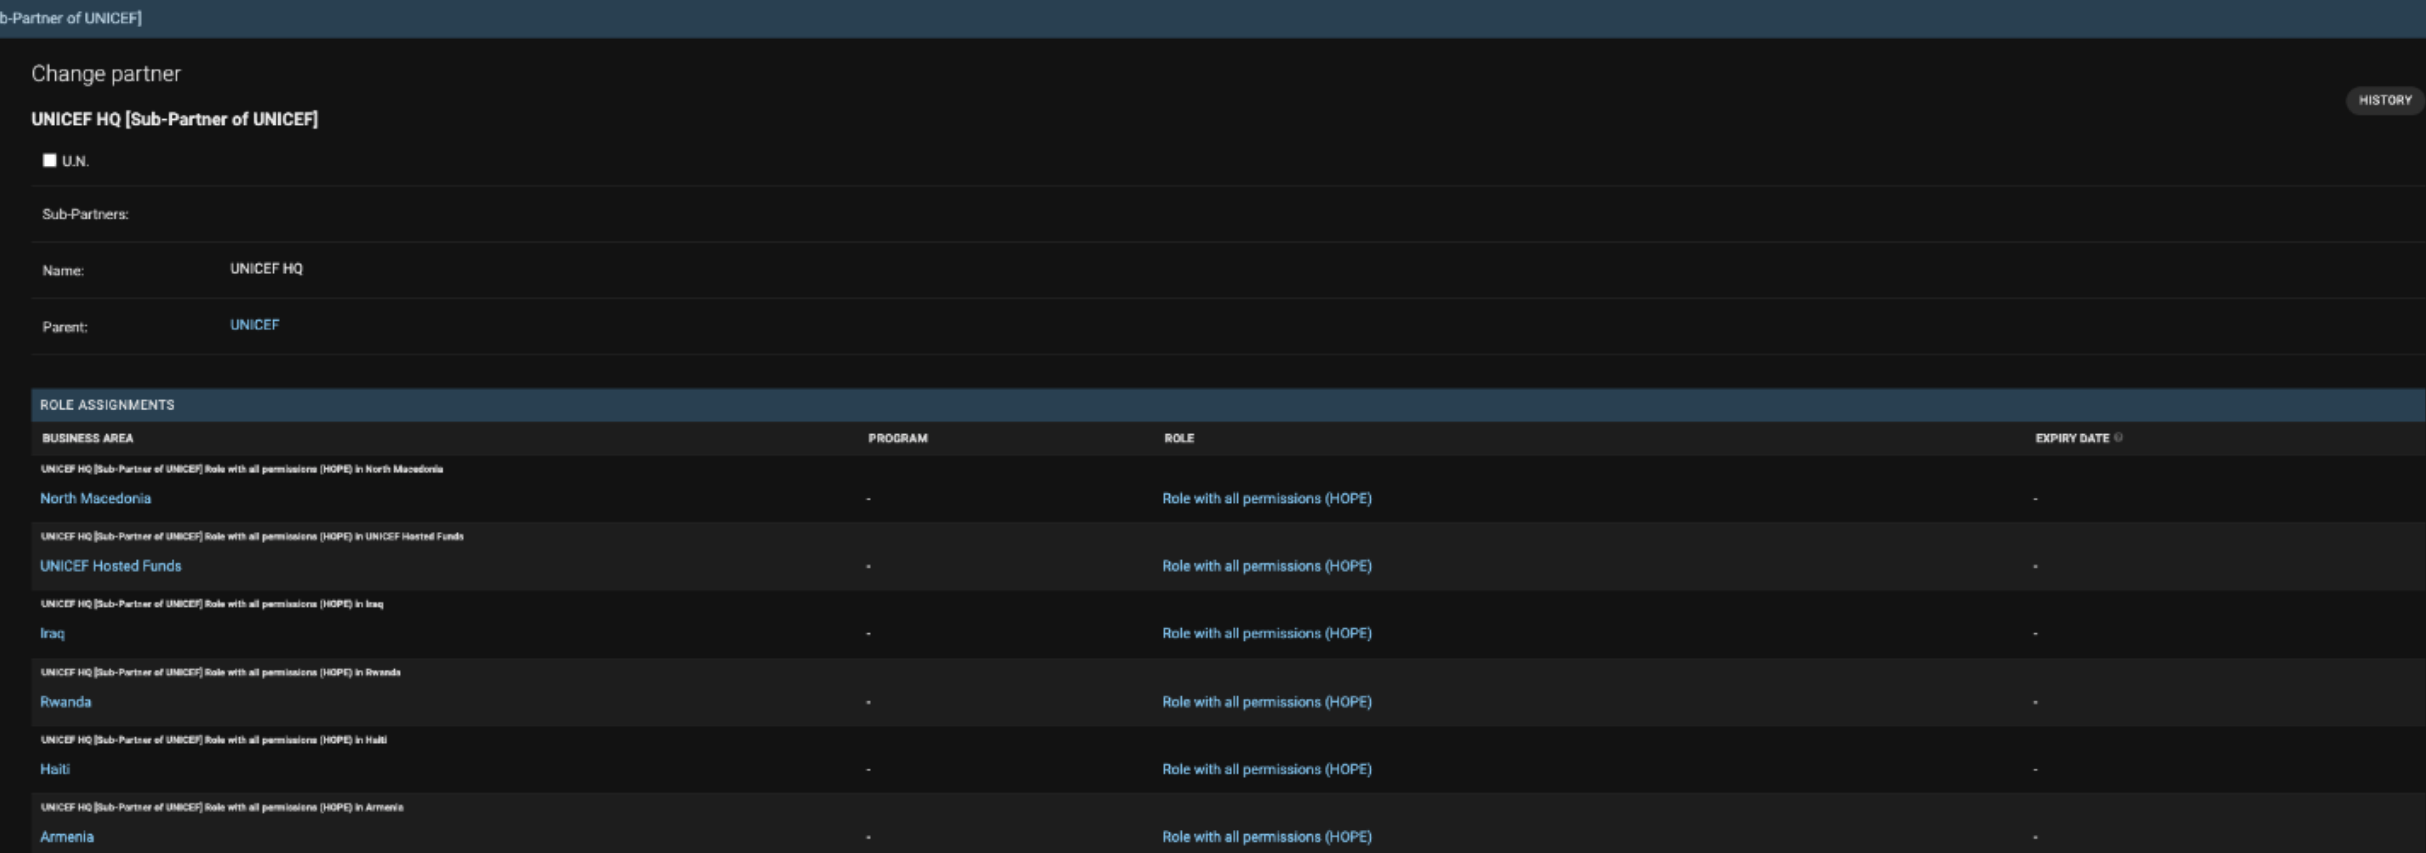 b-Partner of UNICEF]
Change partner
HISTORY
UNICEF HQ [Sub-Partner of UNICEF]
U.N.
Sub-Partners:
Name: UNICEF HQ
Parent: UNICEF
ROLE ASSIGNMENTS
BUSINESS AREA PROGRAM ROLE EXPIRY DATE
UNICEF HQ [Sub-Partner of UNICEF] Role with all permissions (HOPE) in North Macedonia
North Macedonia - Role with all permissions (HOPE) -
UNICEF HQ [Sub-Partner of UNICEF] Role with all permissions (HOPE) in UNICEF Hosted Funds
UNICEF Hosted Funds - Role with all permissions (HOPE) -
UNICEF HQ [Sub-Partner of UNICEF] Role with all permissions (HOPE) in Iraq
Iraq - Role with all permissions (HOPE) -
UNICEF HQ [Sub-Partner of UNICEF] Role with all permissions (HOPE) in Rwanda
Rwanda - Role with all permissions (HOPE) -
UNICEF HQ [Sub-Partner of UNICEF] Role with all permissions (HOPE) in Haiti
Haiti - Role with all permissions (HOPE) -
UNICEF HQ [Sub-Partner of UNICEF] Role with all permissions (HOPE) in Armenia
Armenia - Role with all permissions (HOPE) -